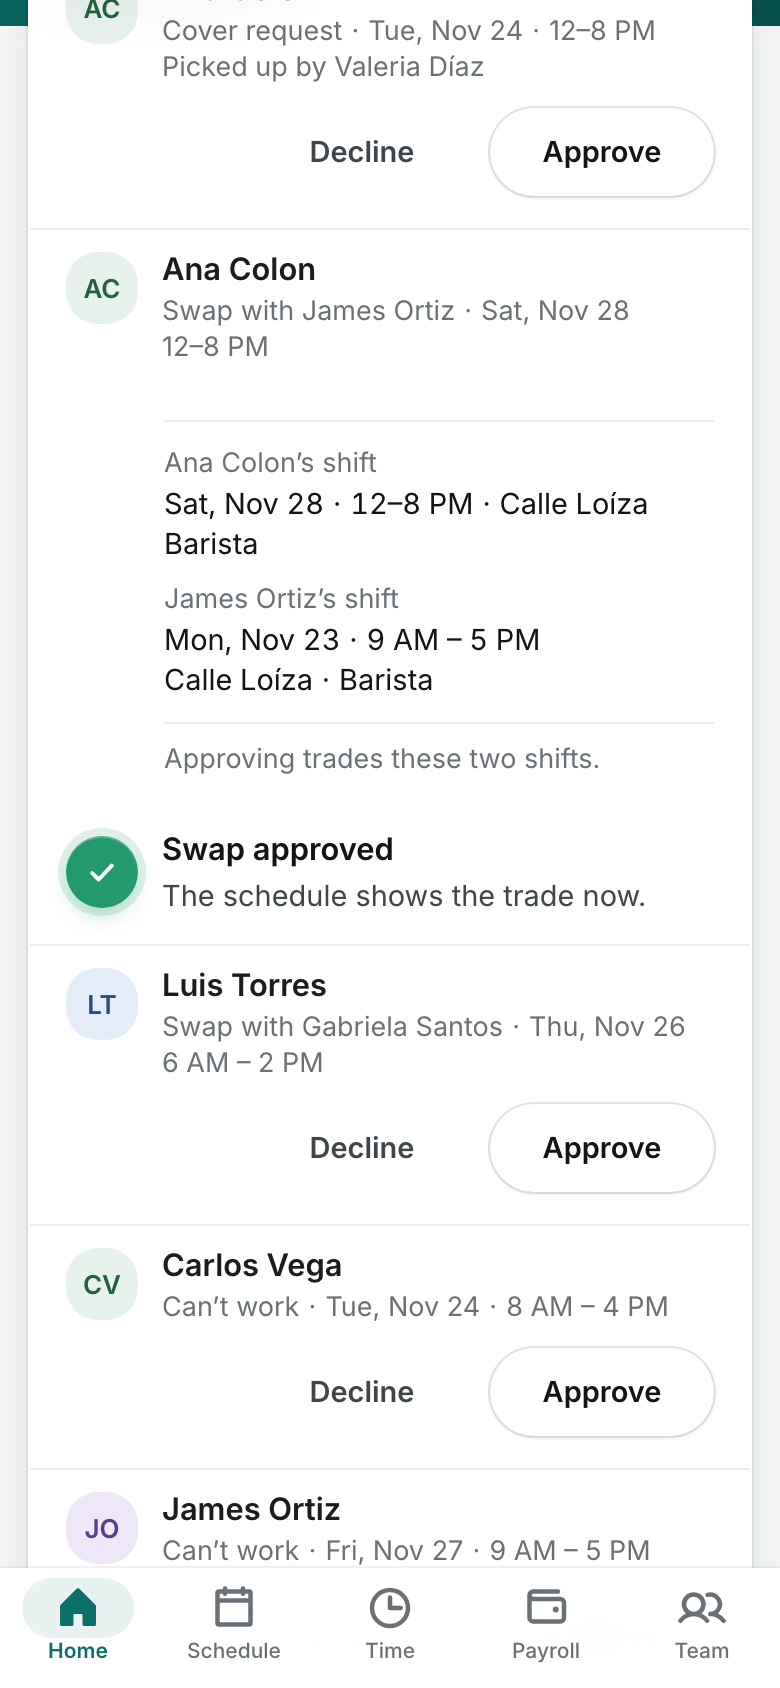 AC
Cover request · Tue, Nov 24 · 12–8 PM
Picked up by Valeria Díaz
Decline
Approve
AC
Ana Colon
Swap with James Ortiz · Sat, Nov 28
12–8 PM
Ana Colon’s shift
Sat, Nov 28 · 12–8 PM · Calle Loíza
Barista
James Ortiz’s shift
Mon, Nov 23 · 9 AM – 5 PM
Calle Loíza · Barista
Approving trades these two shifts.
Swap approved
The schedule shows the trade now.
LT
Luis Torres
Swap with Gabriela Santos · Thu, Nov 26
6 AM – 2 PM
Decline
Approve
CV
Carlos Vega
Can’t work · Tue, Nov 24 · 8 AM – 4 PM
Decline
Approve
JO
James Ortiz
Can’t work · Fri, Nov 27 · 9 AM – 5 PM
Home
Schedule
Time
Payroll
Team